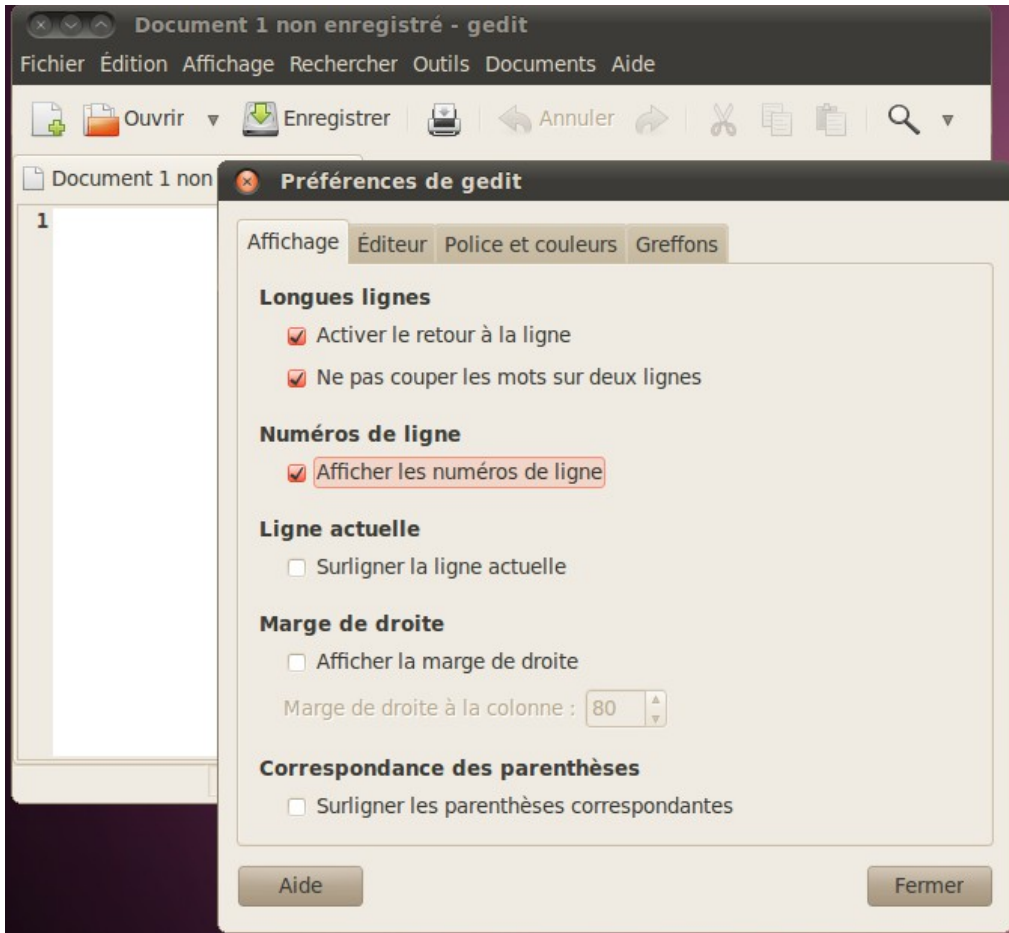 Document 1 non enregistré - gedit
Fichier Édition Affichage Rechercher Outils Documents Aide
Ouvrir Enregistrer Annuler
Document 1 non
Préférences de gedit
1
Affichage Éditeur Police et couleurs Greffons
Longues lignes
Activer le retour à la ligne
Ne pas couper les mots sur deux lignes
Numéros de ligne
Afficher les numéros de ligne
Ligne actuelle
Surligner la ligne actuelle
Marge de droite
Afficher la marge de droite
Marge de droite à la colonne : 80
Correspondance des parenthèses
Surligner les parenthèses correspondantes
Aide Fermer